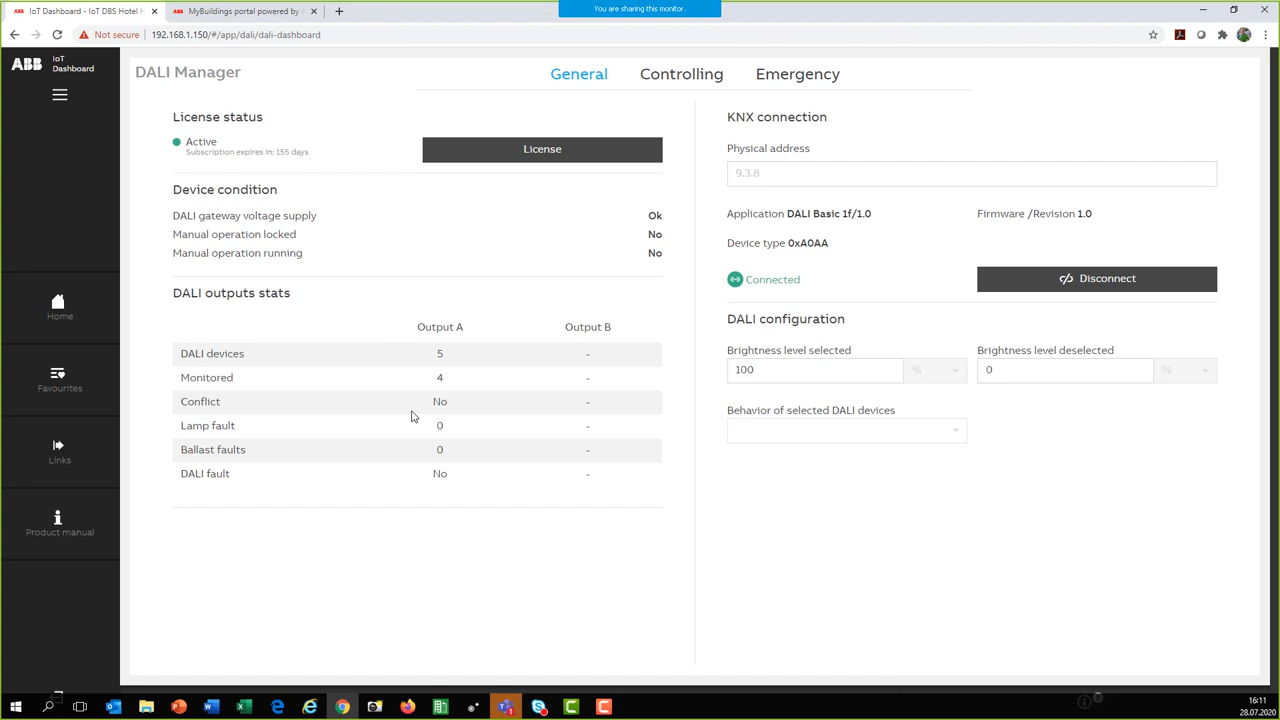 You are sharing this monitor.
IoT Dashboard - IoT DBS Hotel H
MyBuildings portal powered by
Not secure
192.168.1.150/#/app/dali/dali-dashboard
ABB
IoT
Dashboard
DALI Manager
General
Controlling
Emergency
License status
Active
Subscription expires in: 155 days
License
Device condition
DALI gateway voltage supply Ok
Manual operation locked No
Manual operation running No
DALI outputs stats
Output A Output B
DALI devices 5 -
Monitored 4 -
Conflict No -
Lamp fault 0 -
Ballast faults 0 -
DALI fault No -
KNX connection
Physical address
9.3.8
Application DALI Basic 1f/1.0 Firmware /Revision 1.0
Device type 0xA0AA
Connected
Disconnect
DALI configuration
Brightness level selected Brightness level deselected
100 % 0 %
Behavior of selected DALI devices
Home
Favourites
Links
Product manual
16:11
28.07.2020